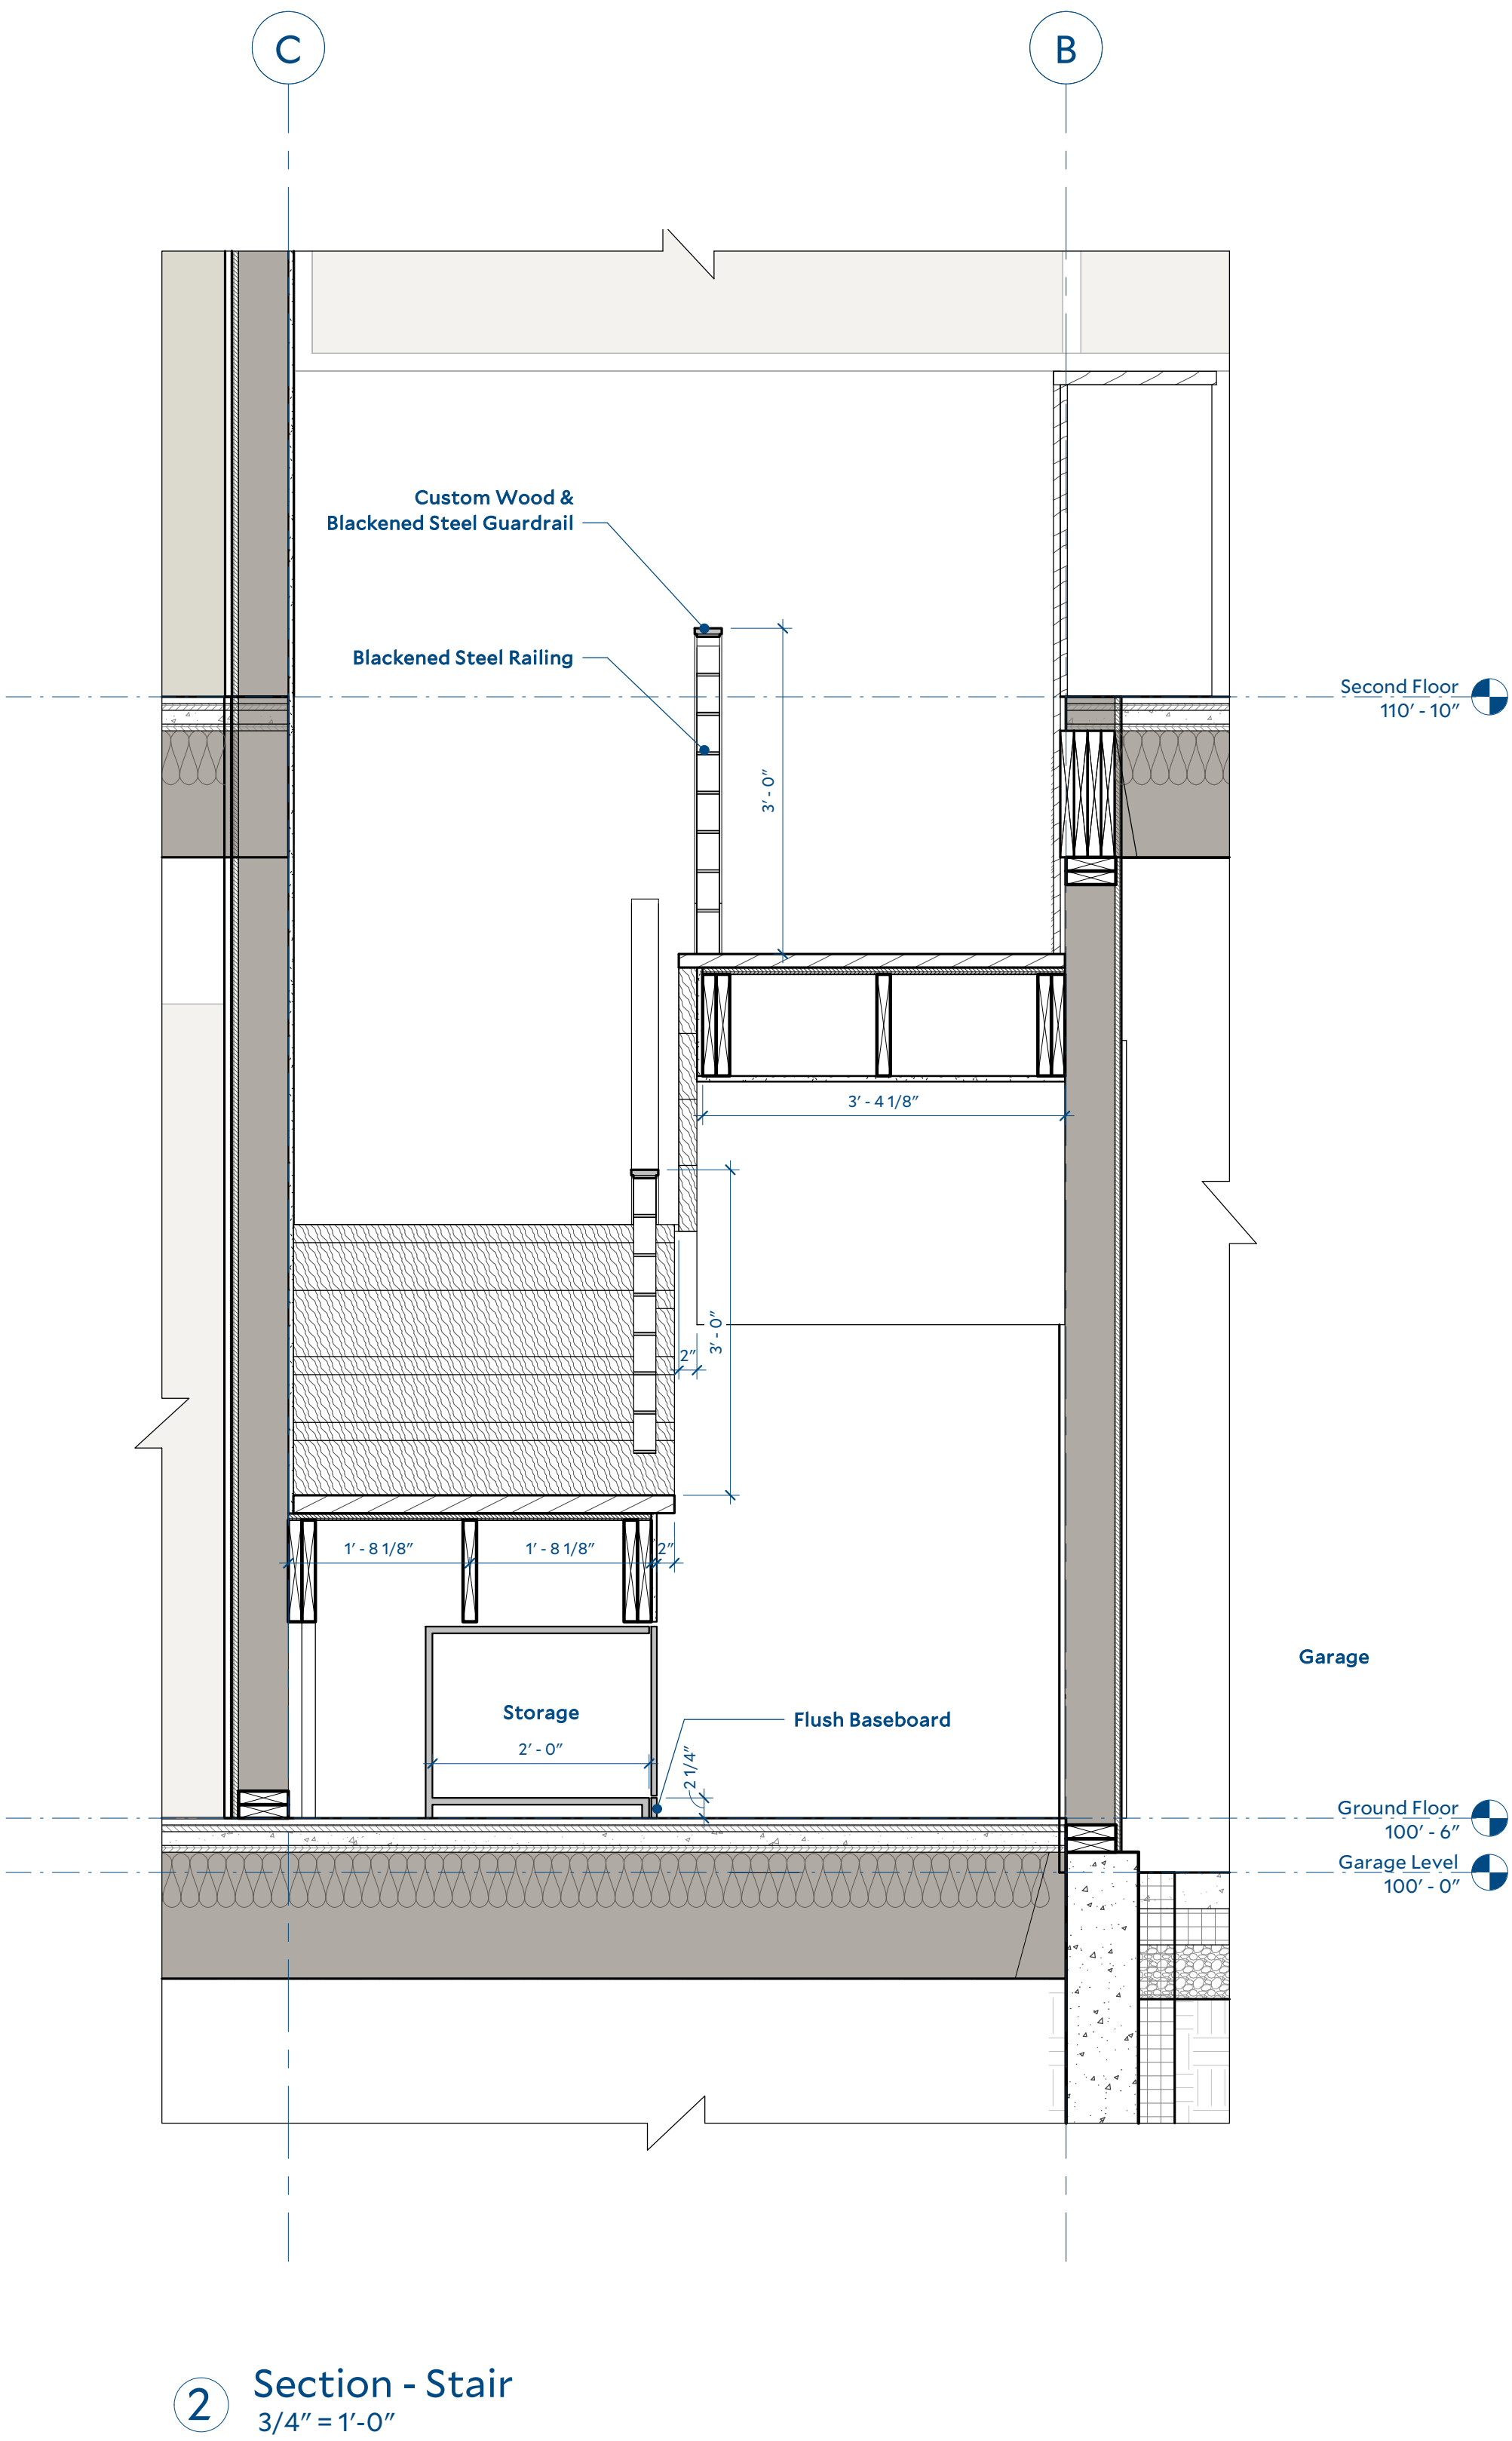 C
B
Custom Wood &
Blackened Steel Guardrail
Blackened Steel Railing
Second Floor
110' - 10"
3' - 0"
3' - 4 1/8"
3' - 0"
2"
1' - 8 1/8"
1' - 8 1/8"
2"
Garage
Storage
Flush Baseboard
2' - 0"
2 1/4"
Ground Floor
100' - 6"
Garage Level
100' - 0"
2
Section - Stair
3/4" = 1'-0"